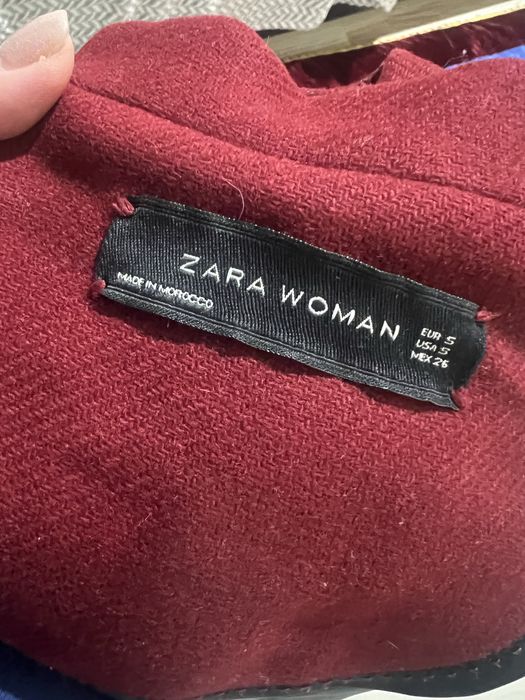 ZARA WOMAN
MADE IN MOROCCO
EUR S
USA S
MEX 26